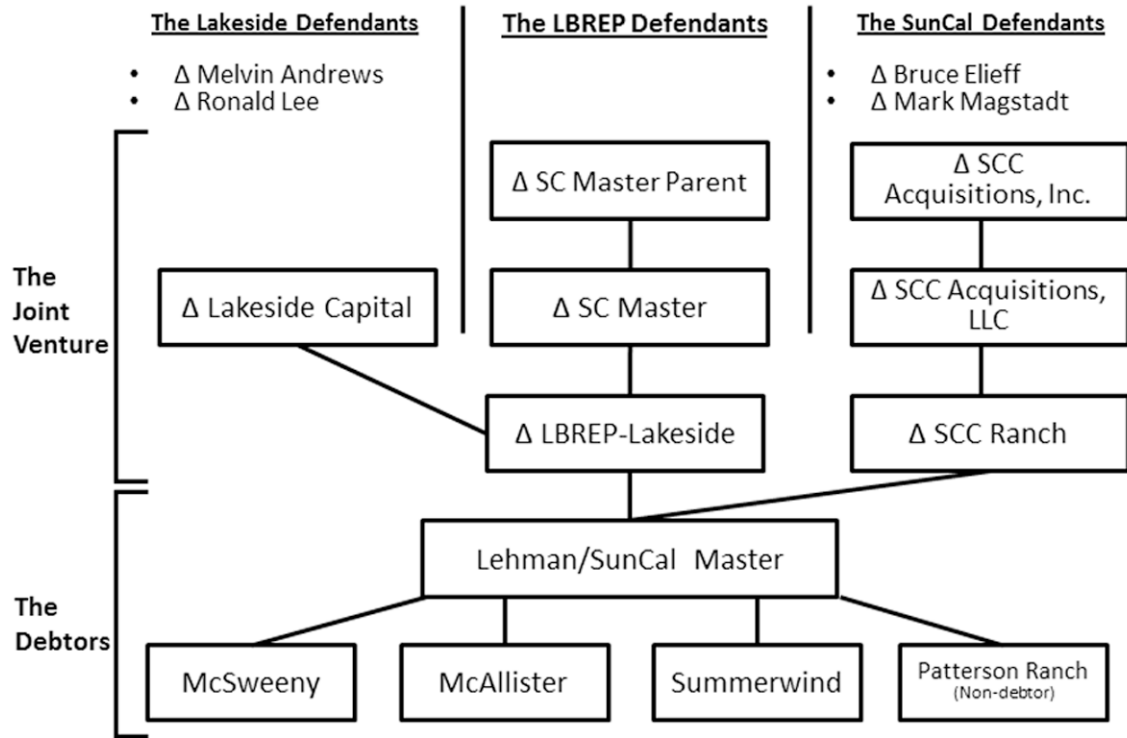 The Lakeside Defendants
The LBREP Defendants
The SunCal Defendants
• Δ Melvin Andrews
• Δ Ronald Lee
• Δ Bruce Elieff
• Δ Mark Magstadt
The
Joint
Venture
Δ SC Master Parent
Δ SCC
Acquisitions, Inc.
Δ Lakeside Capital
Δ SC Master
Δ SCC Acquisitions,
LLC
Δ LBREP-Lakeside
Δ SCC Ranch
The
Debtors
Lehman/SunCal Master
McSweeny
McAllister
Summerwind
Patterson Ranch
(Non-debtor)